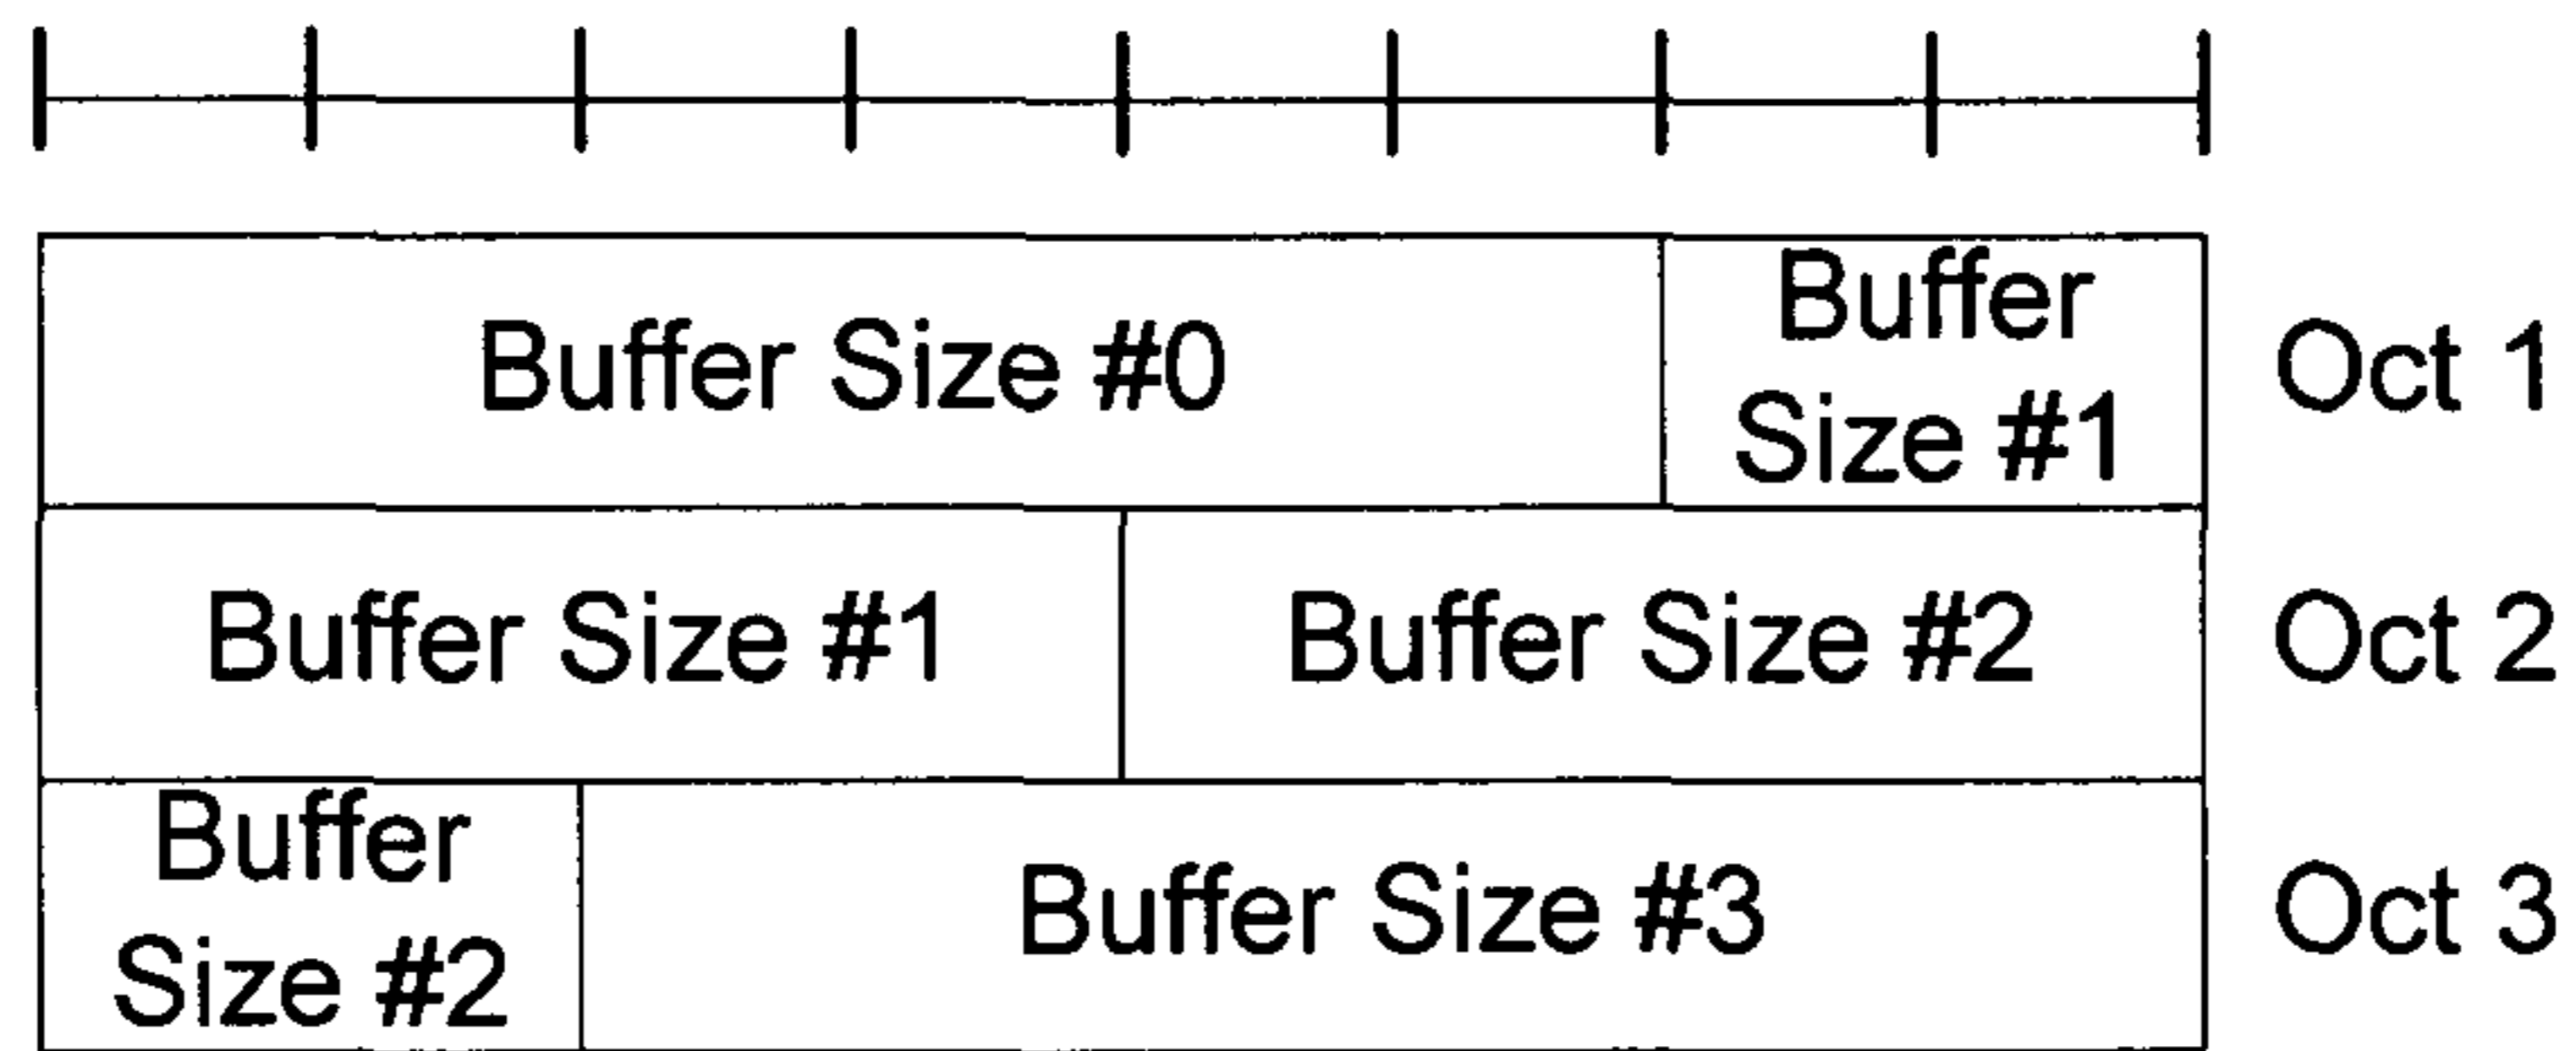 Buffer Size #0
Buffer
Size #1
Oct 1
Buffer Size #1
Buffer Size #2
Oct 2
Buffer
Size #2
Buffer Size #3
Oct 3